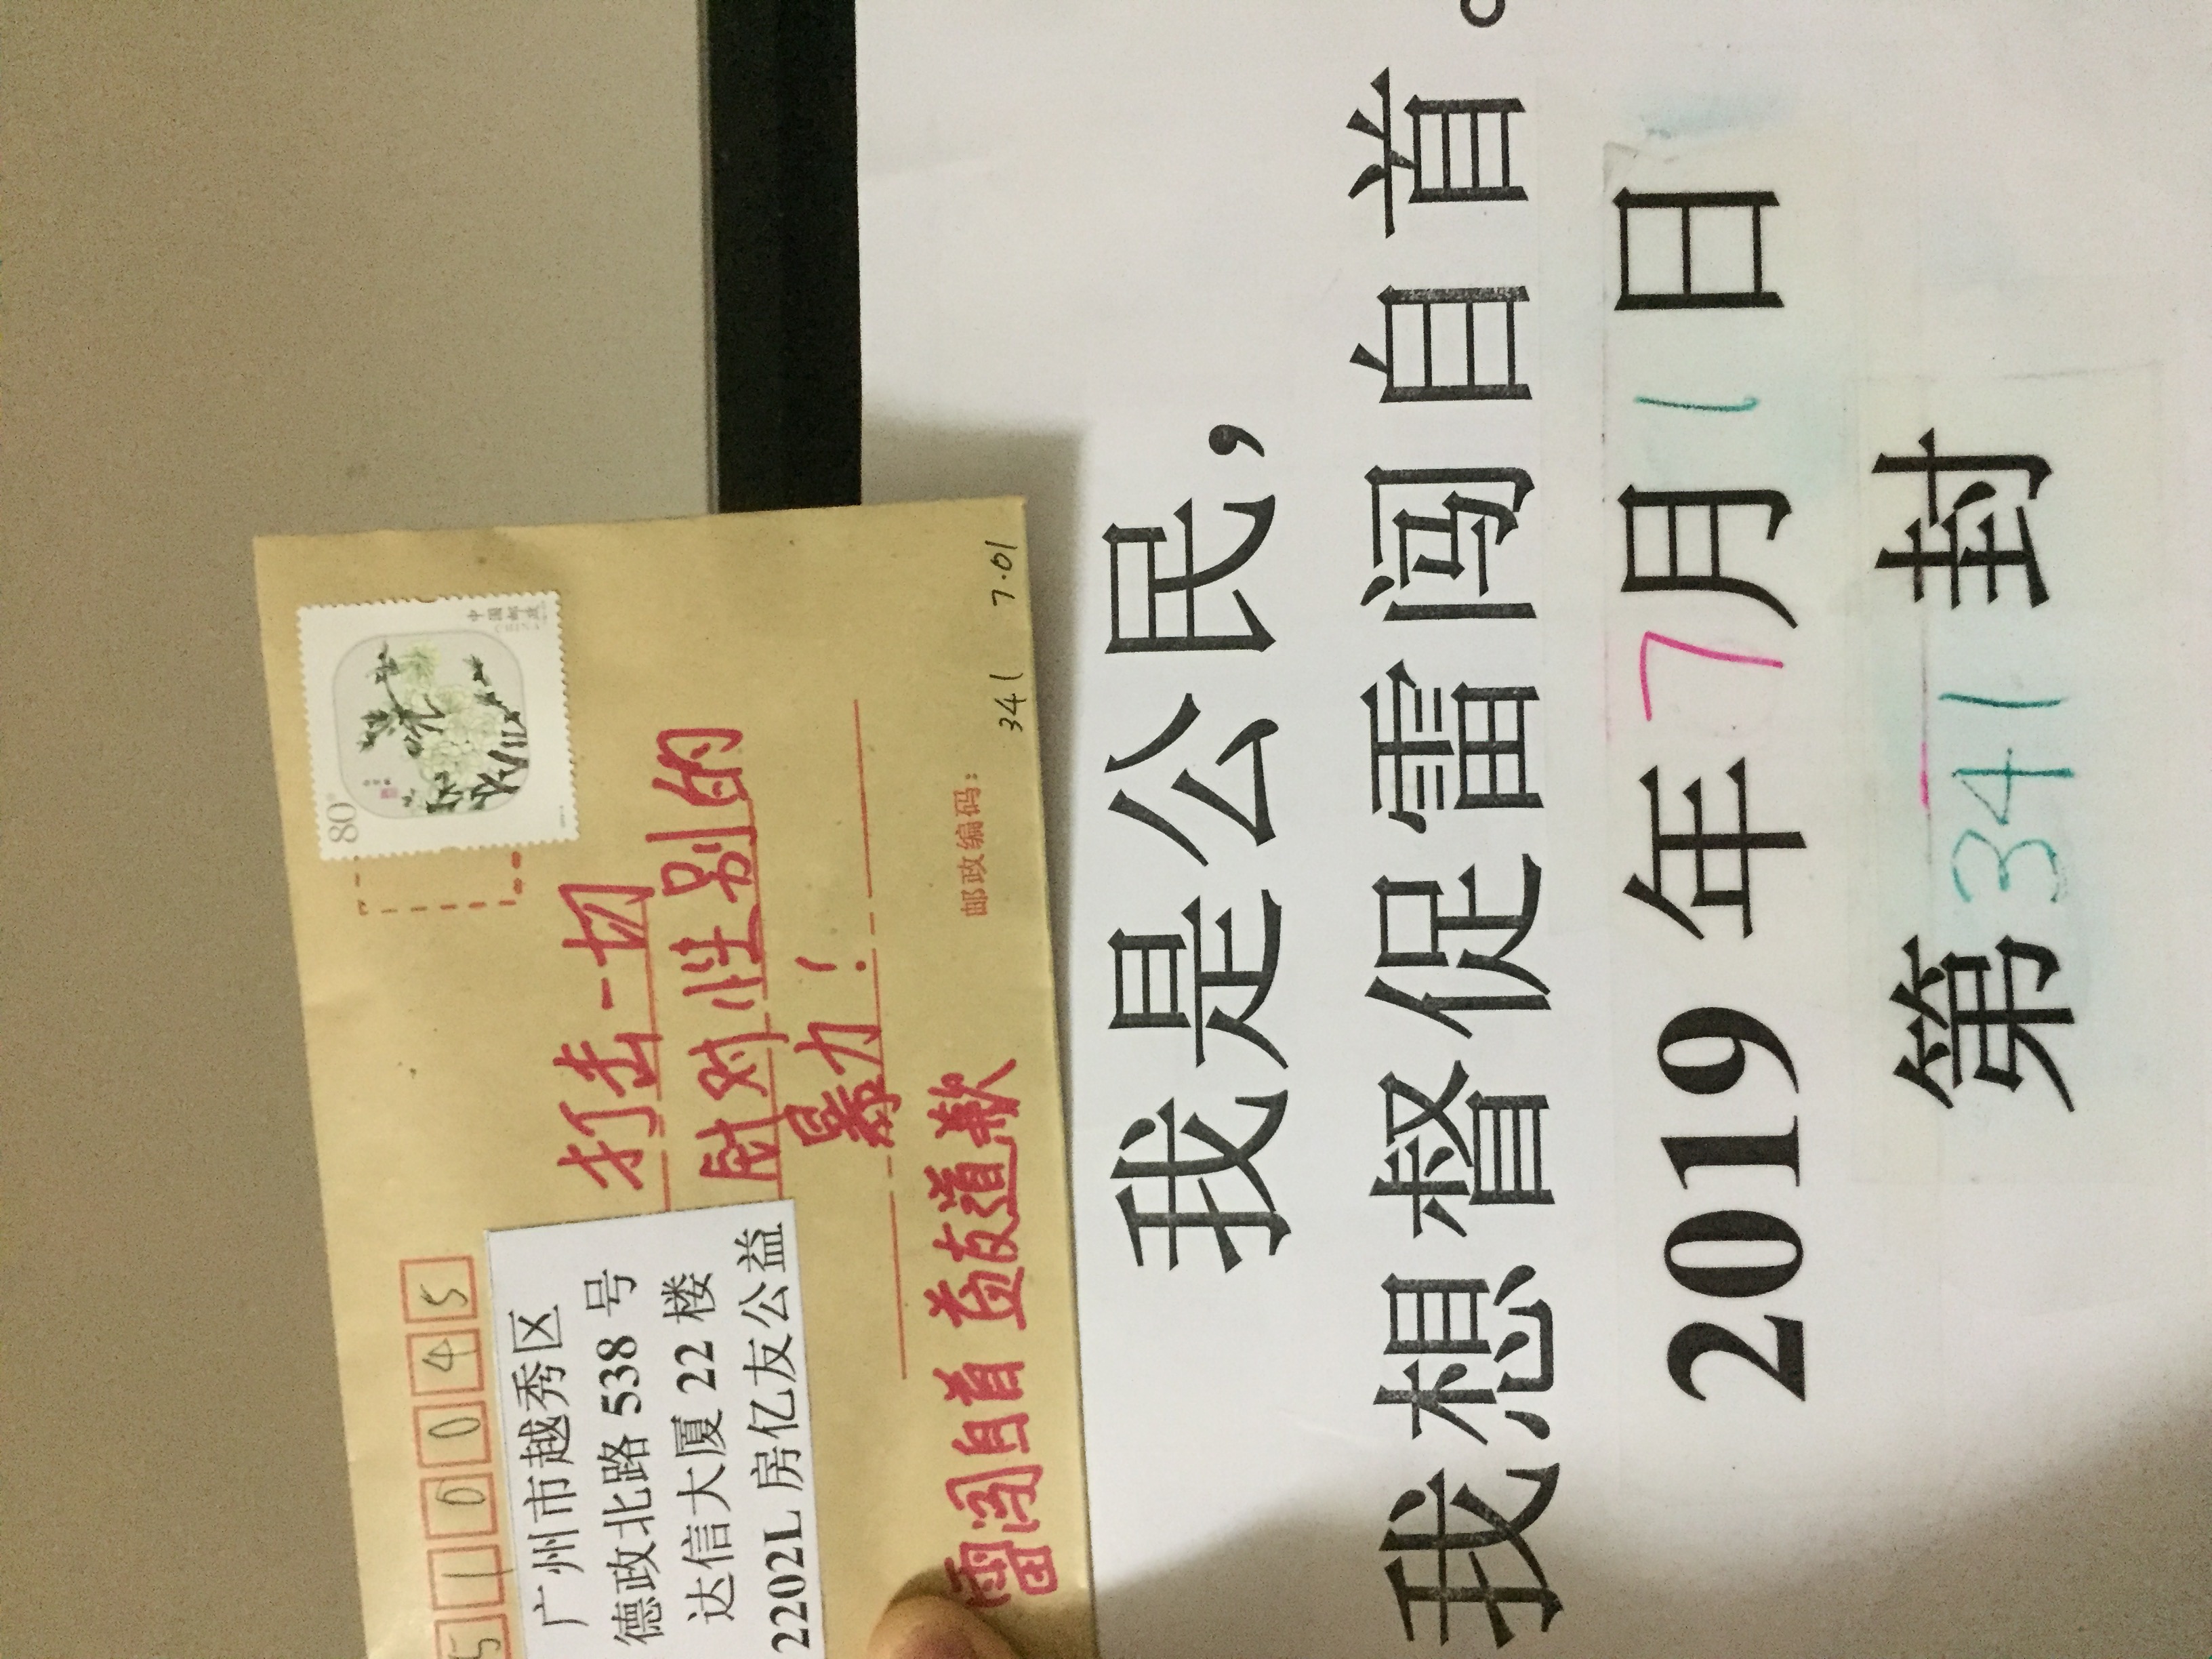 80分
中国邮政
510045
广州市越秀区
德政北路 538 号
达信大厦 22 楼
2202L 房亿友公益
打击一切
针对性别的
暴力！
雷闯自首 益友道歉
邮政编码：
341 7.01
我是公民，
我想督促雷闯自首。
2019 年 7 月 1 日
第 341 封